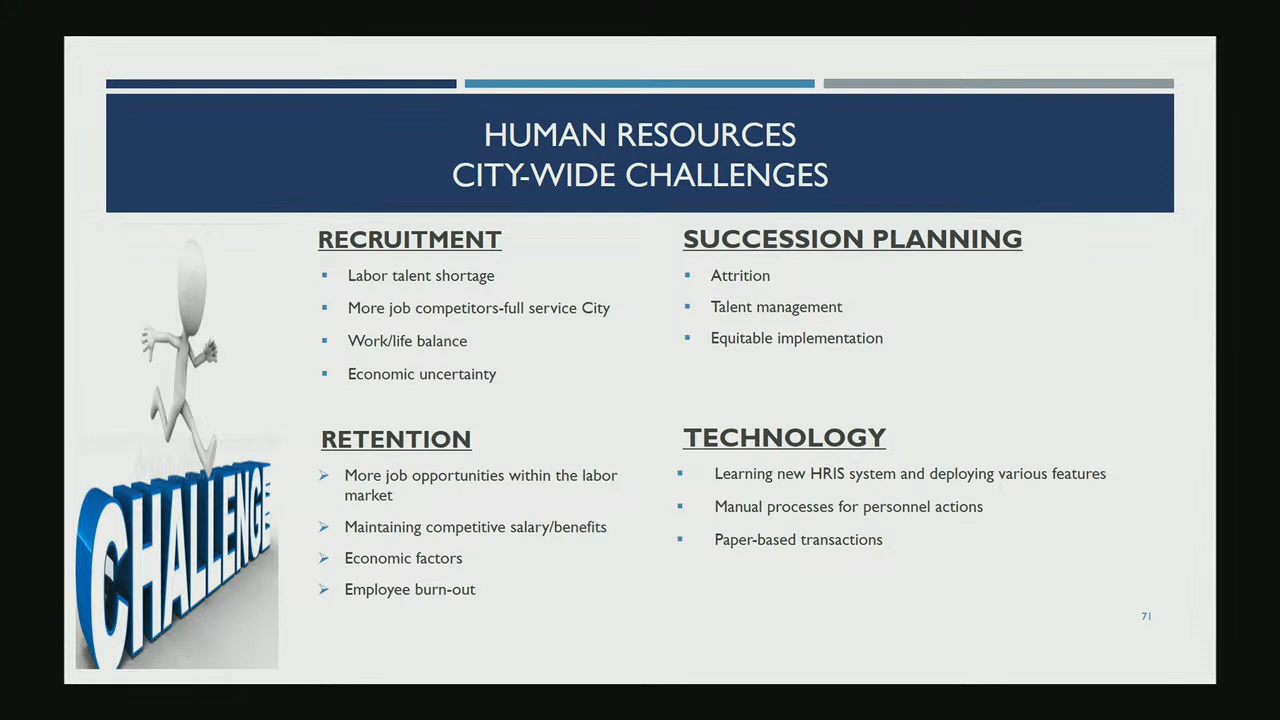 HUMAN RESOURCES
CITY-WIDE CHALLENGES
RECRUITMENT
Labor talent shortage
More job competitors-full service City
Work/life balance
Economic uncertainty
SUCCESSION PLANNING
Attrition
Talent management
Equitable implementation
RETENTION
More job opportunities within the labor
market
Maintaining competitive salary/benefits
Economic factors
Employee burn-out
TECHNOLOGY
Learning new HRIS system and deploying various features
Manual processes for personnel actions
Paper-based transactions
CHALLENGE
71